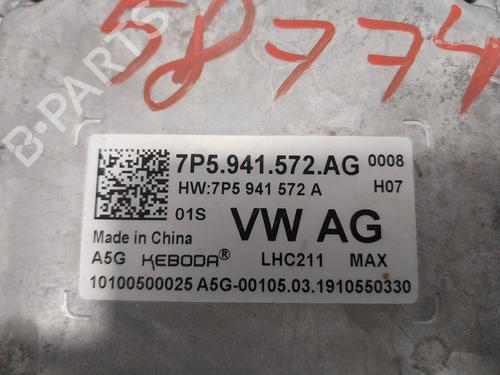 58774
B-PARTS
7P5.941.572.AG 0008
HW:7P5 941 572 A H07
01S VW AG
Made in China
A5G KEBODA® LHC211 MAX
10100500025 A5G-00105.03.1910550330